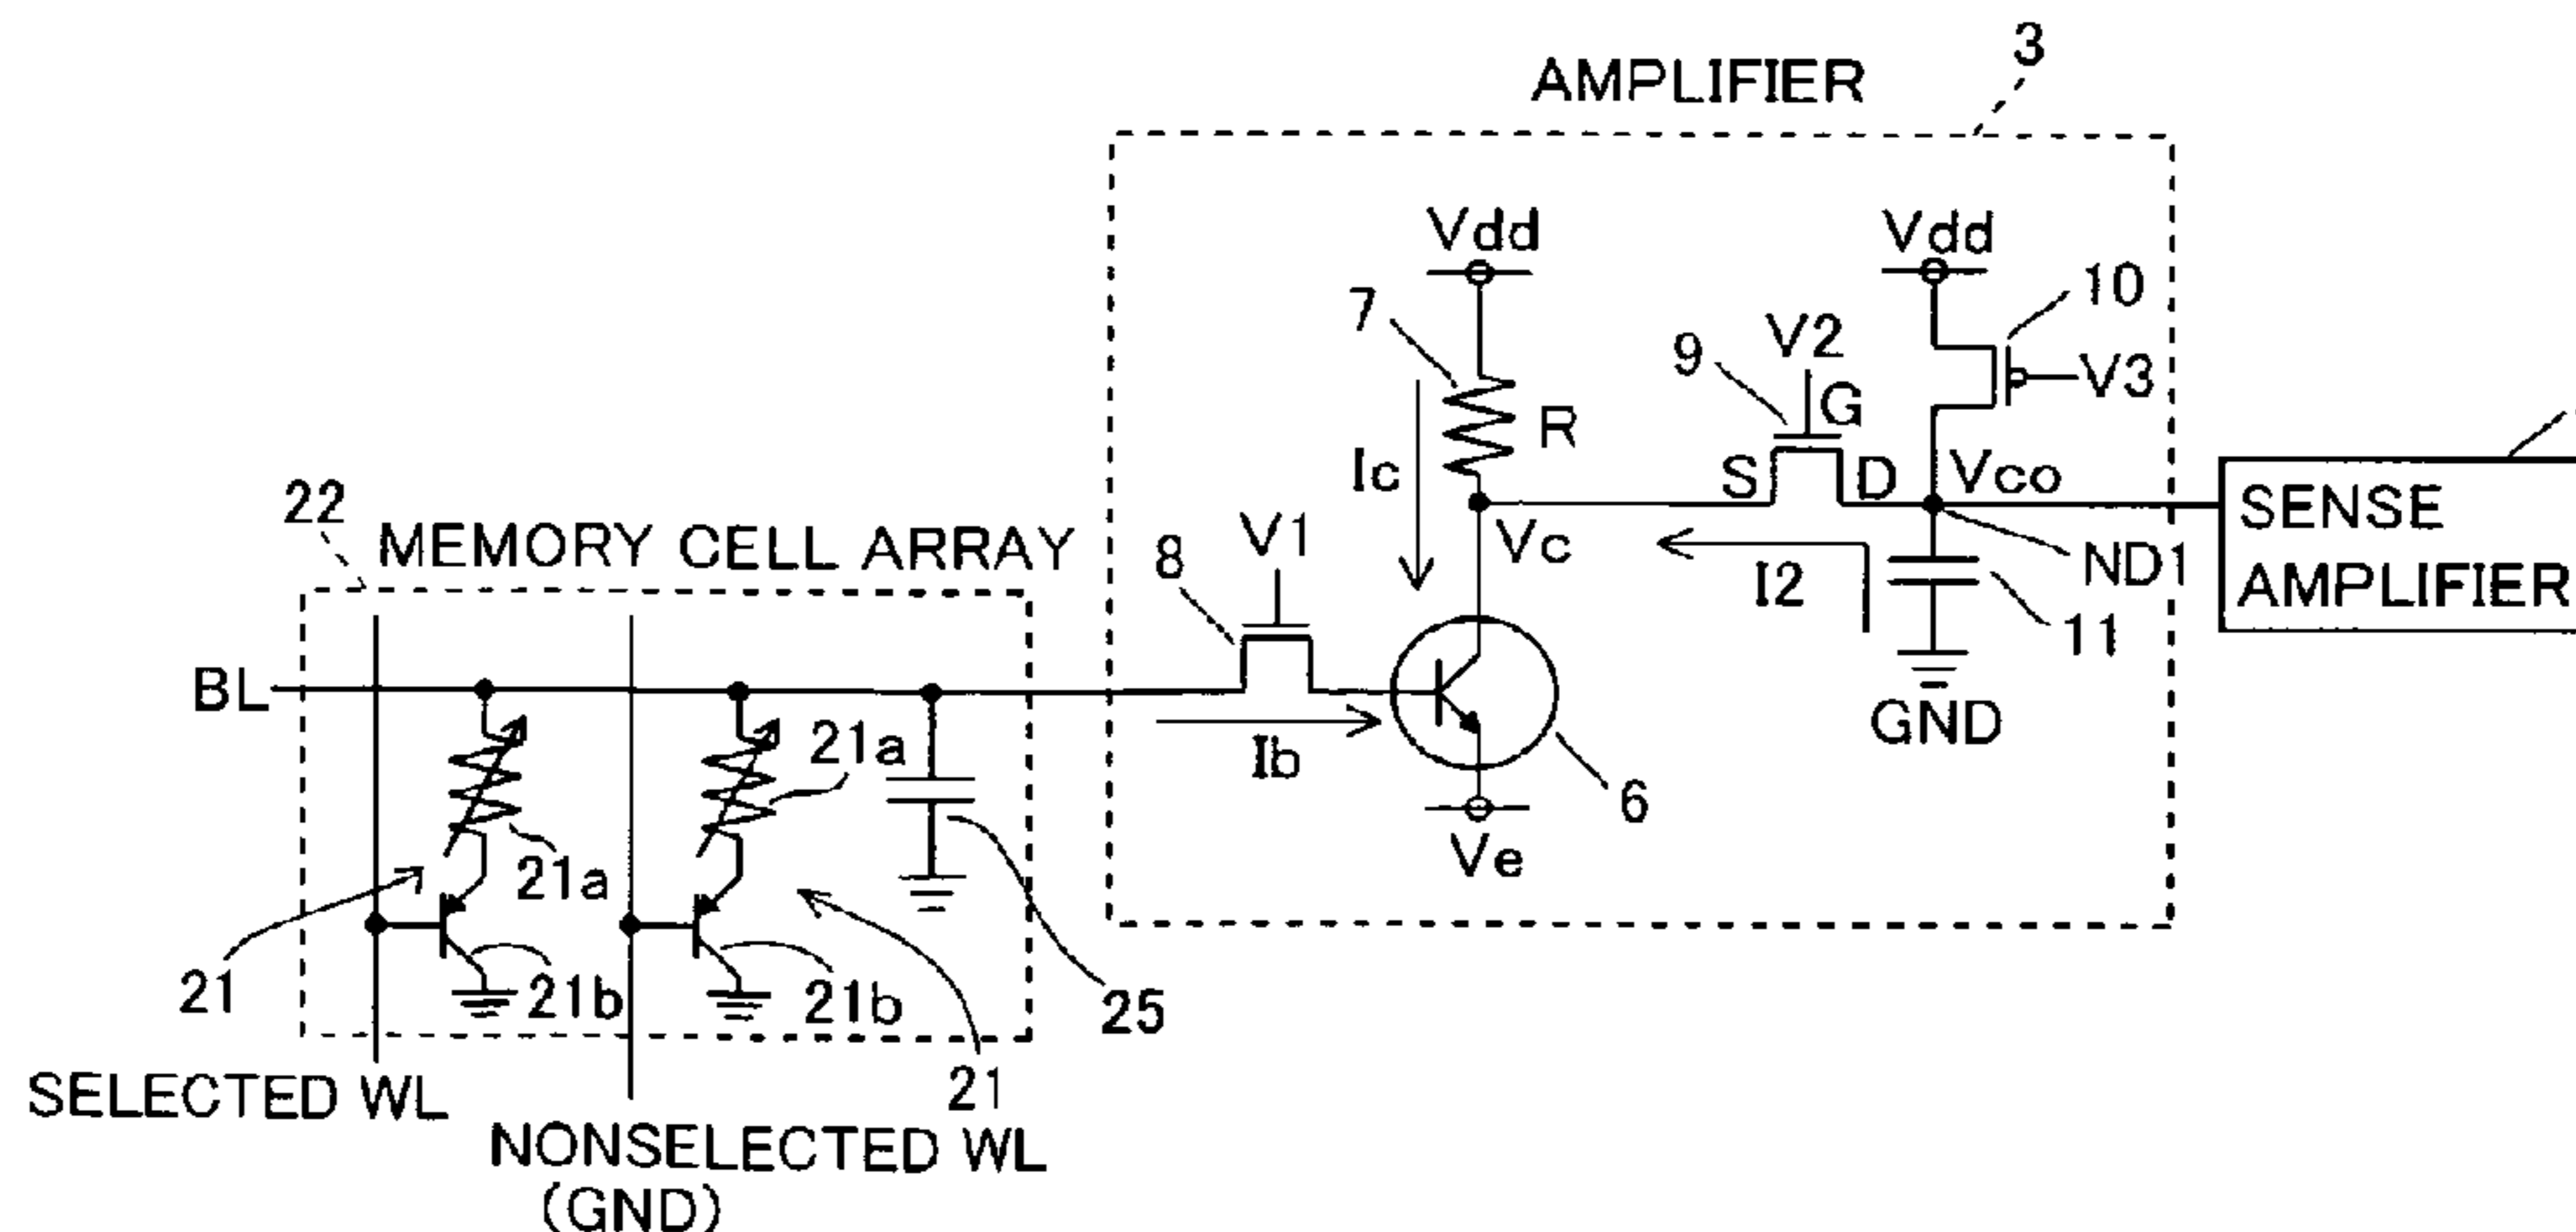 3
AMPLIFIER
Vdd
Vdd
10
7
V2
9
G
V3
R
Ic
S
D
Vco
SENSE
AMPLIFIER
22
MEMORY CELL ARRAY
V1
8
Vc
I2
ND1
11
BL
21a
Ib
GND
6
21a
Ve
21
21b
21b
25
SELECTED WL
21
NONSELECTED WL
(GND)